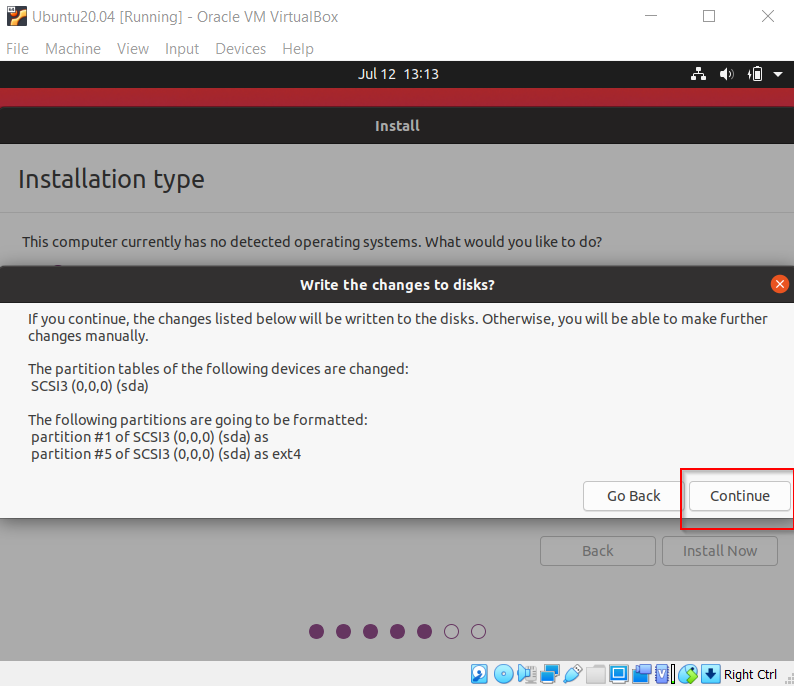 Ubuntu20.04 [Running] - Oracle VM VirtualBox
File Machine View Input Devices Help
Jul 12 13:13
Install
Installation type
This computer currently has no detected operating systems. What would you like to do?
Write the changes to disks?
If you continue, the changes listed below will be written to the disks. Otherwise, you will be able to make further
changes manually.
The partition tables of the following devices are changed:
SCSI3 (0,0,0) (sda)
The following partitions are going to be formatted:
partition #1 of SCSI3 (0,0,0) (sda) as
partition #5 of SCSI3 (0,0,0) (sda) as ext4
Go Back Continue
Back Install Now
Right Ctrl